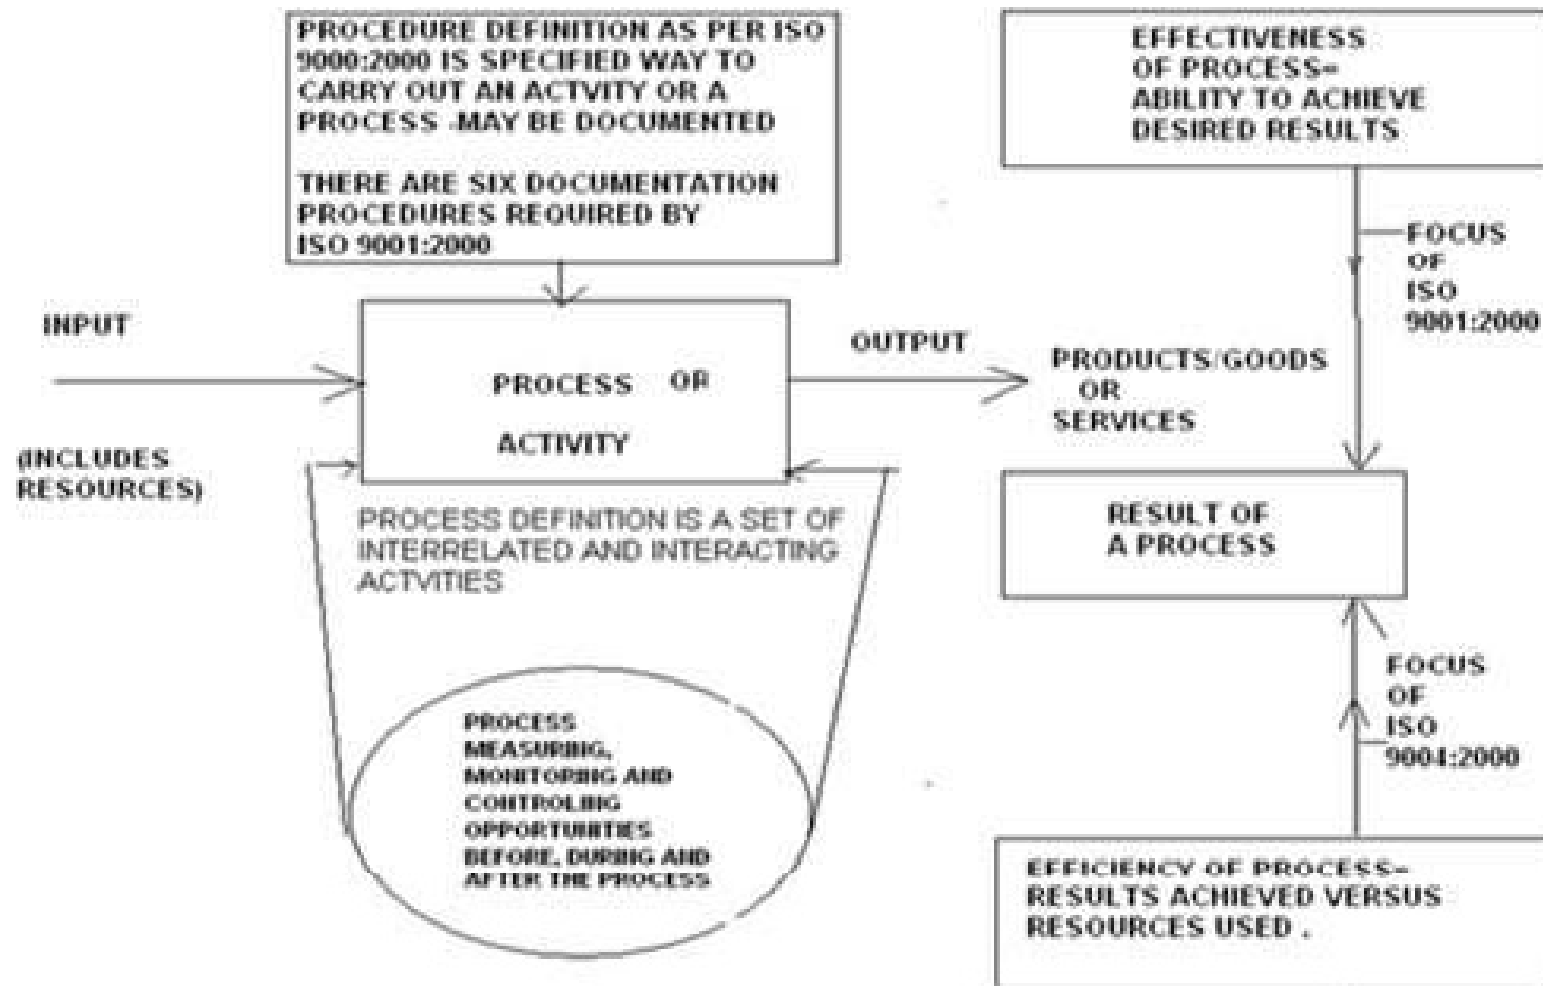 PROCEDURE DEFINITION AS PER ISO
9000:2000 IS SPECIFIED WAY TO
CARRY OUT AN ACTVITY OR A
PROCESS -MAY BE DOCUMENTED
THERE ARE SIX DOCUMENTATION
PROCEDURES REQUIRED BY
ISO 9001:2000
EFFECTIVENESS
OF PROCESS=
ABILITY TO ACHIEVE
DESIRED RESULTS
FOCUS
OF
ISO
9001:2000
INPUT
(INCLUDES
RESOURCES)
PROCESS OR
ACTIVITY
OUTPUT
PRODUCTS/GOODS
OR
SERVICES
PROCESS DEFINITION IS A SET OF
INTERRELATED AND INTERACTING
ACTVITIES
RESULT OF
A PROCESS
FOCUS
OF
ISO
9004:2000
PROCESS
MEASURING,
MONITORING AND
CONTROLING
OPPORTUNITIES
BEFORE, DURING AND
AFTER THE PROCESS
EFFICIENCY OF PROCESS=
RESULTS ACHIEVED VERSUS
RESOURCES USED .